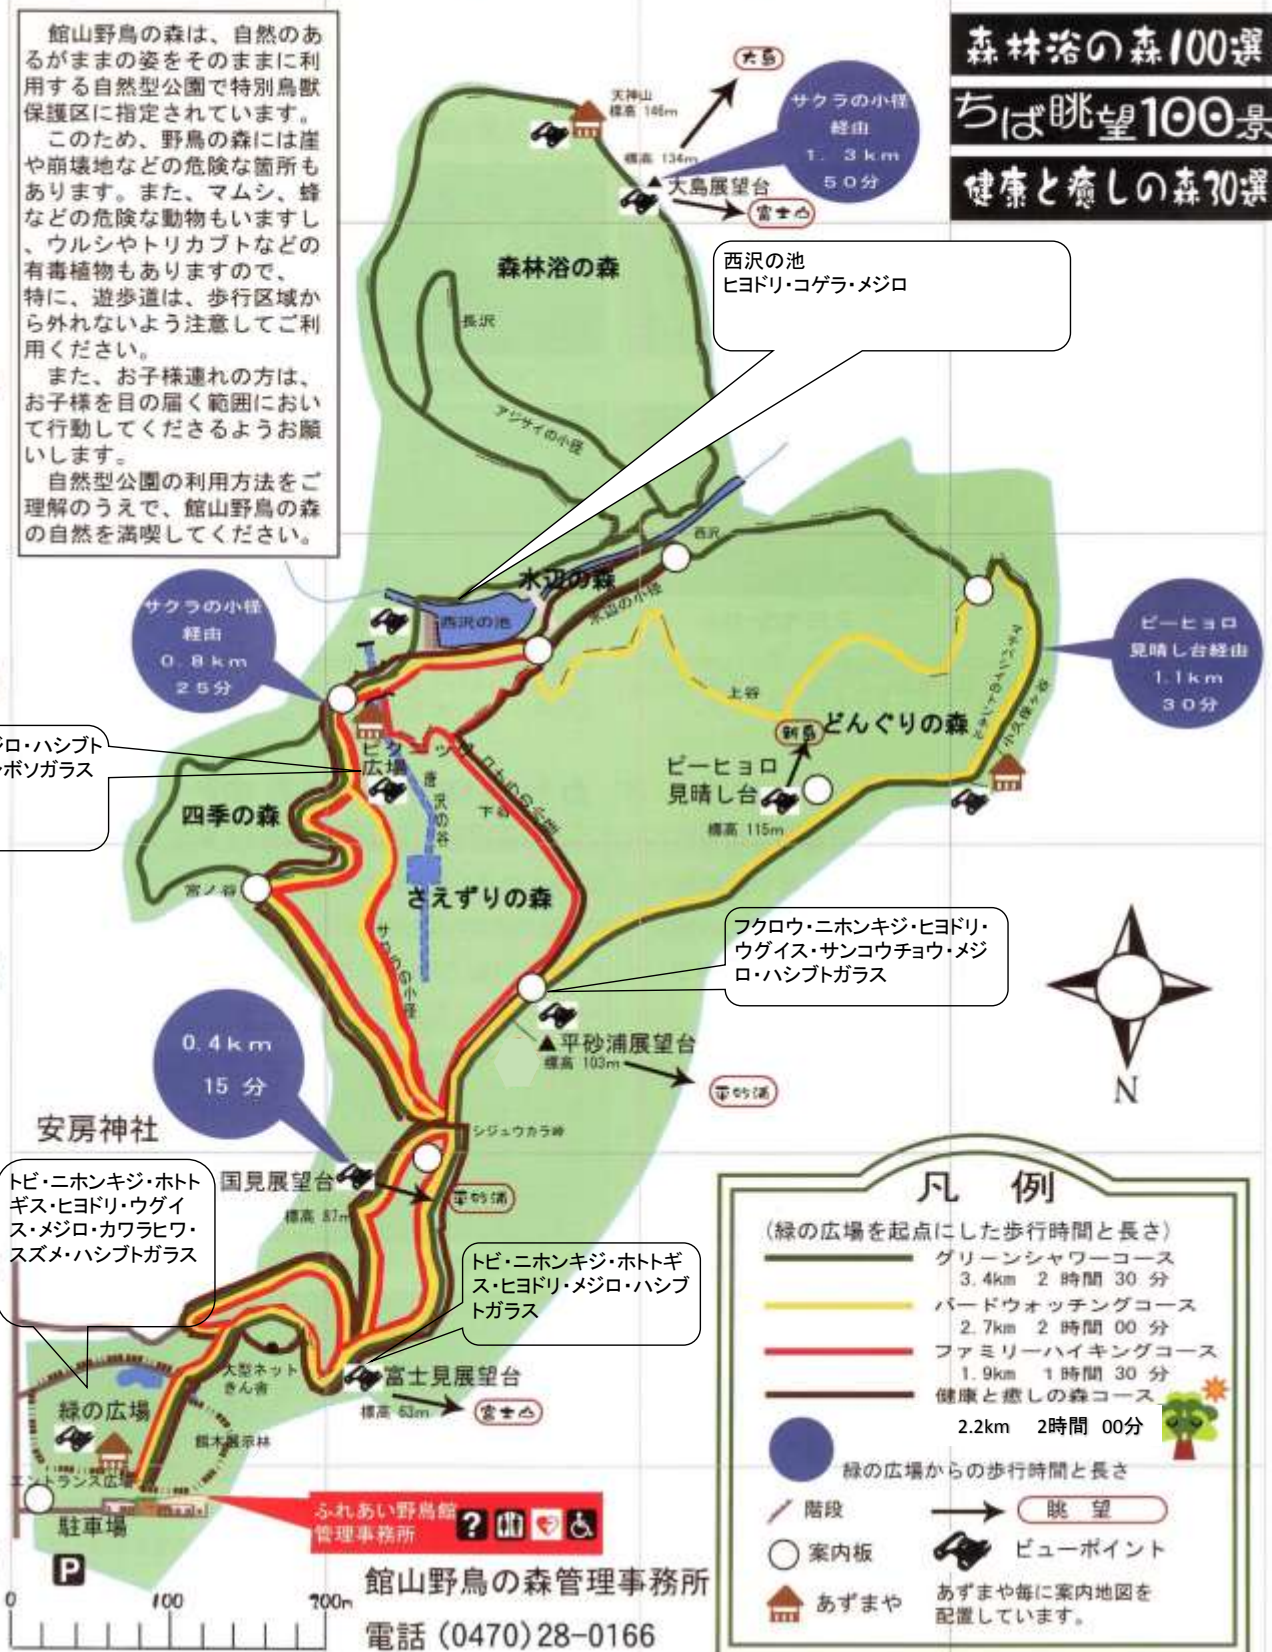 館山野鳥の森は、自然のあ
るがままの姿をそのままに利
用する自然型公園で特別鳥獣
保護区に指定されています。
このため、野鳥の森には崖
や崩壊地などの危険な箇所も
あります。また、マムシ、蜂
などの危険な動物もいますし
、ウルシやトリカブトなどの
有毒植物もありますので、
特に、遊歩道は、歩行区域か
ら外れないよう注意してご利
用ください。
また、お子様連れの方は、
お子様を目の届く範囲におい
て行動してくださるようお願
いします。
自然型公園の利用方法をご
理解のうえで、館山野鳥の森
の自然を満喫してください。
森林浴の森100選
ちば眺望100景
健康と癒しの森30選
大島
天神山
標高 146m
サクラの小径
経由
1.3km
50分
標高 134m
大島展望台
富士山
森林浴の森
西沢の池
ヒヨドリ・コゲラ・メジロ
長沢
アジサイの小径
西沢
水辺の森
水辺の小径
西沢の池
サクラの小径
経由
0.8km
25分
ピーヒョロ
見晴し台経由
1.1km
30分
上谷
小久保ヶ谷
新島
どんぐりの森
ピーヒョロ
見晴し台
標高 115m
ジロ・ハシブト
ボソガラス
ピクニック
広場
唐沢の谷
下谷
四季の森
宮ノ谷
さえずりの森
フクロウ・ニホンキジ・ヒヨドリ・
ウグイス・サンコウチョウ・メジ
ロ・ハシブトガラス
▲平砂浦展望台
標高 103m
平砂浦
N
0.4km
15 分
安房神社
シジュウカラ峠
国見展望台
標高 87m
平砂浦
トビ・ニホンキジ・ホトト
ギス・ヒヨドリ・ウグイ
ス・メジロ・カワラヒワ・
スズメ・ハシブトガラス
トビ・ニホンキジ・ホトトギ
ス・ヒヨドリ・メジロ・ハシブ
トガラス
大型ネット
きん舎
富士見展望台
標高 63m
富士山
緑の広場
餌木展示林
エントランス広場
駐車場
P
ふれあい野鳥館
管理事務所
?
0 100 200m
館山野鳥の森管理事務所
電話 (0470)28-0166
凡 例
(緑の広場を起点にした歩行時間と長さ)
グリーンシャワーコース
3.4km 2 時間 30 分
バードウォッチングコース
2.7km 2 時間 00 分
ファミリーハイキングコース
1.9km 1 時間 30 分
健康と癒しの森コース
2.2km 2時間 00分
緑の広場からの歩行時間と長さ
階段
眺 望
案内板
ビューポイント
あずまや
あずまや毎に案内地図を
配置しています。